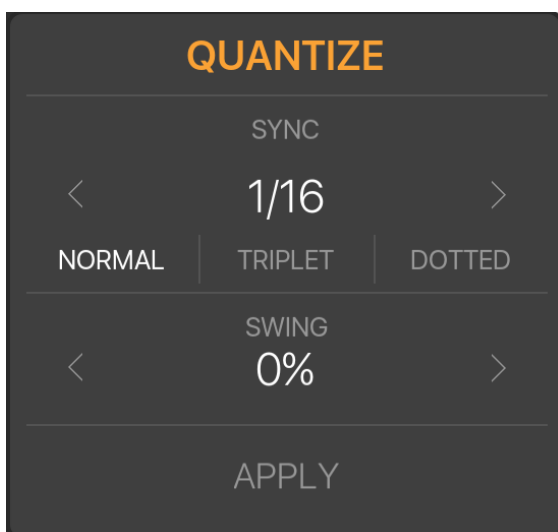 QUANTIZE
SYNC
1/16
NORMAL TRIPLET DOTTED
SWING
0%
APPLY